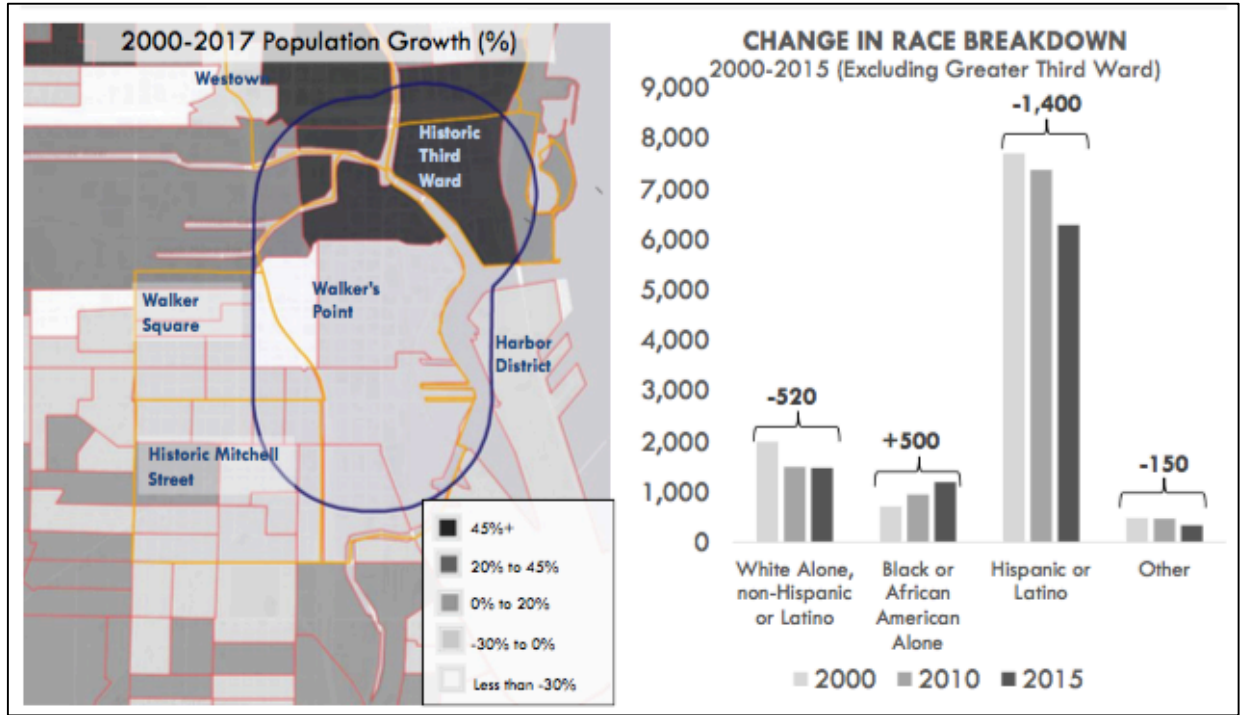 2000-2017 Population Growth (%)
Westown
Historic
Third
Ward
Walker
Square
Walker's
Point
Harbor
District
Historic Mitchell
Street
45%+
20% to 45%
0% to 20%
-30% to 0%
Less than -30%
CHANGE IN RACE BREAKDOWN
2000-2015 (Excluding Greater Third Ward)
9,000
8,000
7,000
6,000
5,000
4,000
3,000
2,000
1,000
0
-520
+500
-1,400
-150
White Alone,
non-Hispanic
or Latino
Black or
African
American
Alone
Hispanic or
Latino
Other
2000
2010
2015